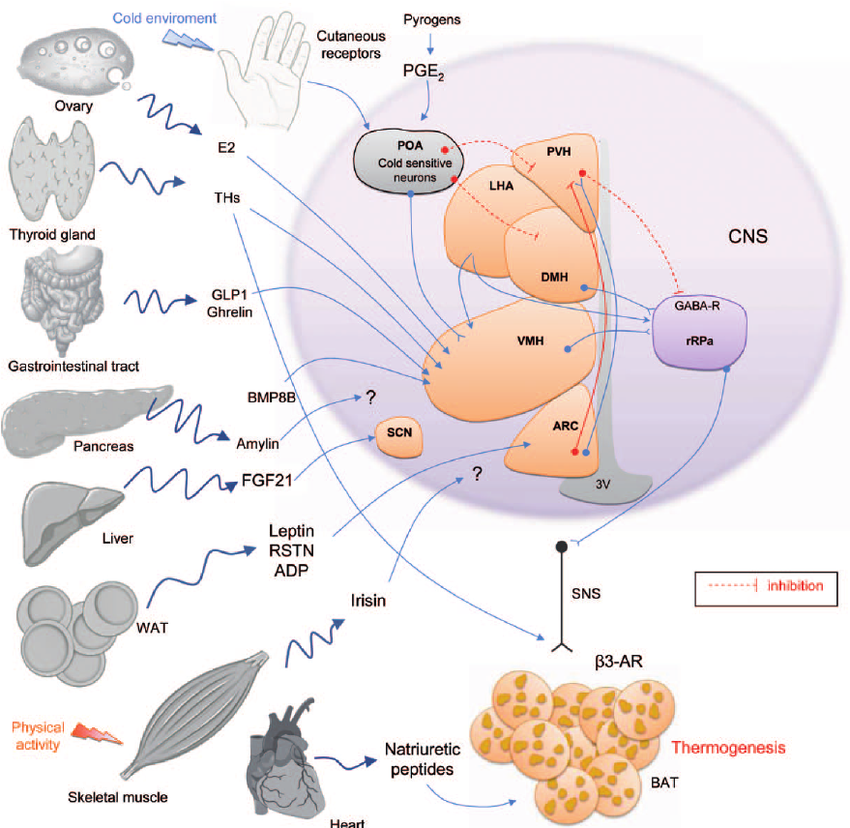 Cold enviroment
Pyrogens
Cutaneous
receptors
PGE2
Ovary
E2
POA
Cold sensitive
neurons
PVH
LHA
THs
Thyroid gland
CNS
DMH
GLP1
Ghrelin
GABA-R
rRPa
VMH
Gastrointestinal tract
BMP8B
?
Pancreas
Amylin
SCN
ARC
FGF21
?
3V
Liver
Leptin
RSTN
ADP
inhibition
SNS
Irisin
WAT
β3-AR
Physical
activity
Thermogenesis
Natriuretic
peptides
BAT
Skeletal muscle
Heart